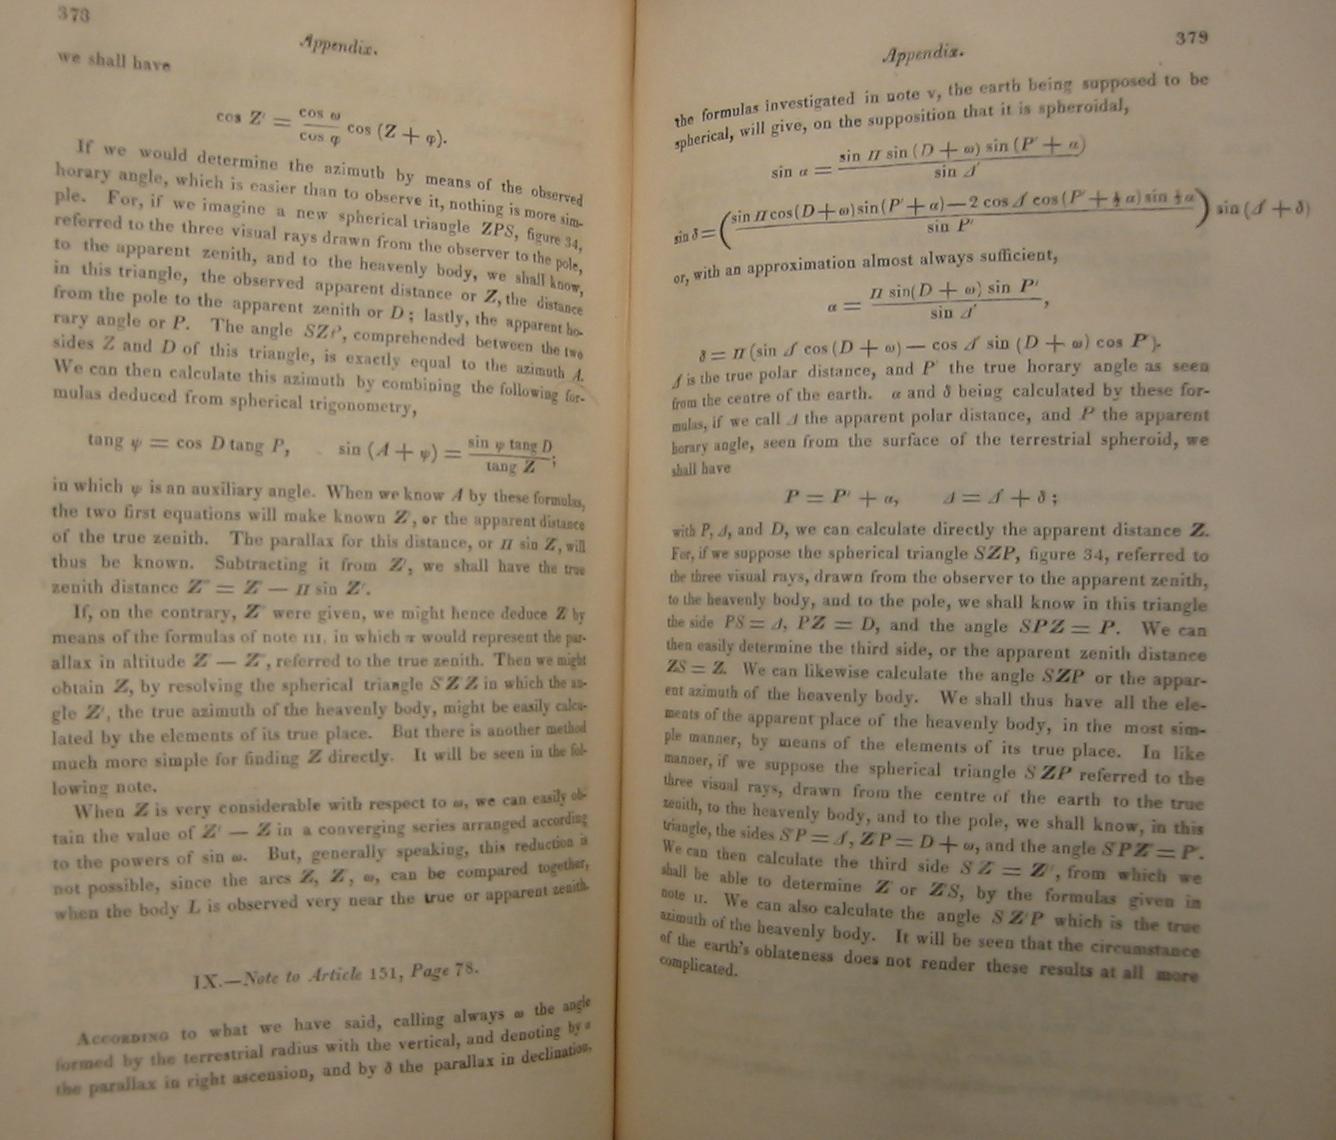 378
Appendix.
we shall have
cos Z' = cos ω / cos φ cos (Z + φ).
If we would determine the azimuth by means of the observed
horary angle, which is easier than to observe it, nothing is more sim-
ple. For, if we imagine a new spherical triangle ZPS, figure 34,
referred to the three visual rays drawn from the observer to the pole,
to the apparent zenith, and to the heavenly body, we shall know,
in this triangle, the observed apparent distance or Z, the distance
from the pole to the apparent zenith or D; lastly, the apparent ho-
rary angle or P. The angle SZP, comprehended between the two
sides Z and D of this triangle, is exactly equal to the azimuth A.
We can then calculate this azimuth by combining the following for-
mulas deduced from spherical trigonometry,
tang ψ = cos D tang P, sin (A + ψ) = sin ψ tang D / tang Z ;
in which ψ is an auxiliary angle. When we know A by these formulas,
the two first equations will make known Z', or the apparent distance
of the true zenith. The parallax for this distance, or Π sin Z, will
thus be known. Subtracting it from Z', we shall have the true
zenith distance Z'' = Z' — Π sin Z'.
If, on the contrary, Z'' were given, we might hence deduce Z by
means of the formulas of note III, in which π would represent the par-
allax in altitude Z' — Z'', referred to the true zenith. Then we might
obtain Z, by resolving the spherical triangle S'Z'Z in which the an-
gle Z', the true azimuth of the heavenly body, might be easily calcu-
lated by the elements of its true place. But there is another method
much more simple for finding Z directly. It will be seen in the fol-
lowing note.
When Z is very considerable with respect to ω, we can easily ob-
tain the value of Z' — Z in a converging series arranged according
to the powers of sin ω. But, generally speaking, this reduction is
not possible, since the arcs Z, Z', ω, can be compared together,
when the body L is observed very near the true or apparent zenith.
IX.—Note to Article 151, Page 78.
ACCORDING to what we have said, calling always ω the angle
formed by the terrestrial radius with the vertical, and denoting by α
the parallax in right ascension, and by δ the parallax in declination,
379
Appendix.
the formulas investigated in note v, the earth being supposed to be
spherical, will give, on the supposition that it is spheroidal,
sin α = sin Π sin (D + ω) sin (P' + α) / sin Δ'
sin δ = ( sin Π cos (D + ω) sin (P' + α) — 2 cos Δ' cos (P' + ½ α) sin ½ α / sin P' ) sin (Δ' + δ)
or, with an approximation almost always sufficient,
α = Π sin (D + ω) sin P' / sin Δ' ,
δ = Π (sin Δ' cos (D + ω) — cos Δ' sin (D + ω) cos P').
Δ' is the true polar distance, and P' the true horary angle as seen
from the centre of the earth. α and δ being calculated by these for-
mulas, if we call Δ the apparent polar distance, and P the apparent
horary angle, seen from the surface of the terrestrial spheroid, we
shall have
P = P' + α, Δ = Δ' + δ;
with P, Δ, and D, we can calculate directly the apparent distance Z.
For, if we suppose the spherical triangle SZP, figure 34, referred to
the three visual rays, drawn from the observer to the apparent zenith,
to the heavenly body, and to the pole, we shall know in this triangle
the side PS = Δ, PZ = D, and the angle SPZ = P. We can
then easily determine the third side, or the apparent zenith distance
ZS = Z. We can likewise calculate the angle SZP or the appar-
ent azimuth of the heavenly body. We shall thus have all the ele-
ments of the apparent place of the heavenly body, in the most sim-
ple manner, by means of the elements of its true place. In like
manner, if we suppose the spherical triangle S'Z'P referred to the
three visual rays, drawn from the centre of the earth to the true
zenith, to the heavenly body, and to the pole, we shall know, in this
triangle, the sides S'P = Δ', Z'P = D + ω, and the angle S'PZ' = P'.
We can then calculate the third side S'Z' = Z'', from which we
shall be able to determine Z' or Z'S, by the formulas given in
note II. We can also calculate the angle S'Z'P which is the true
azimuth of the heavenly body. It will be seen that the circumstance
of the earth's oblateness does not render these results at all more
complicated.